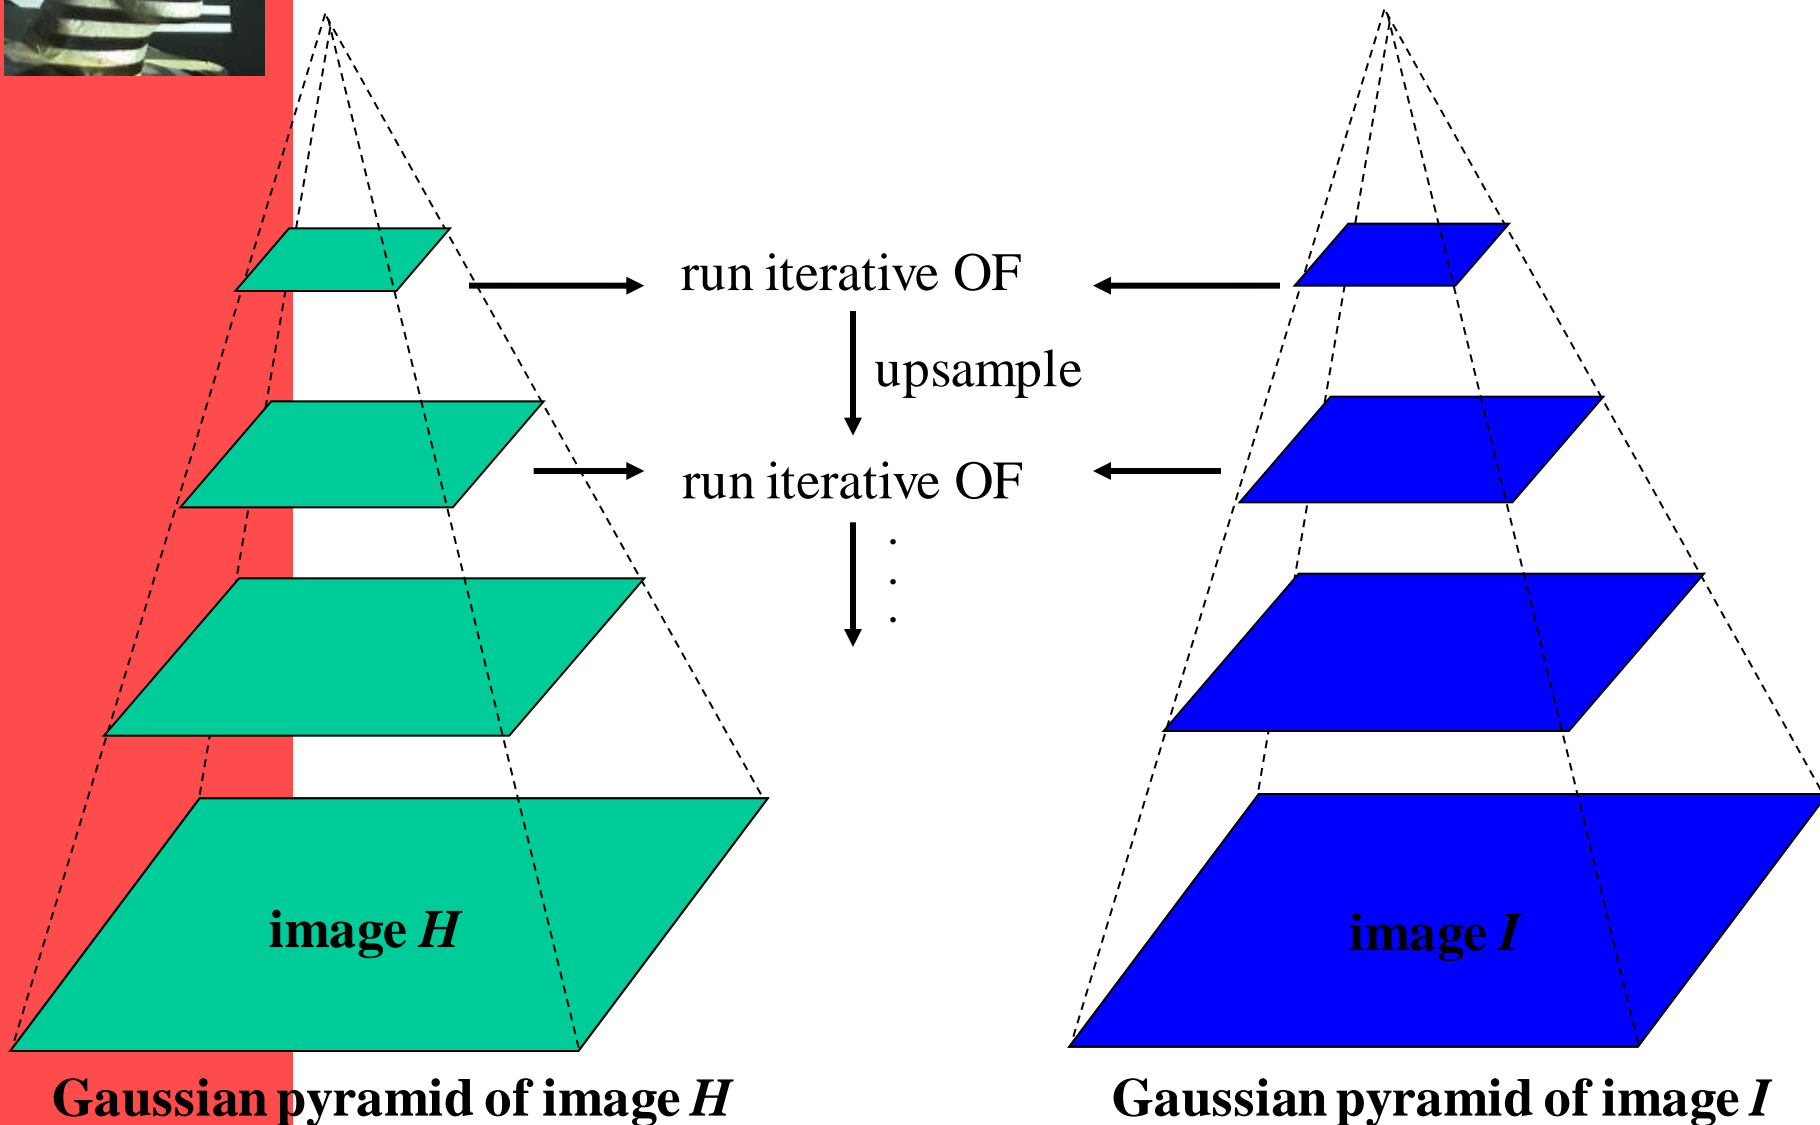 run iterative OF
upsample
run iterative OF
.
.
.
image H
image I
Gaussian pyramid of image H
Gaussian pyramid of image I